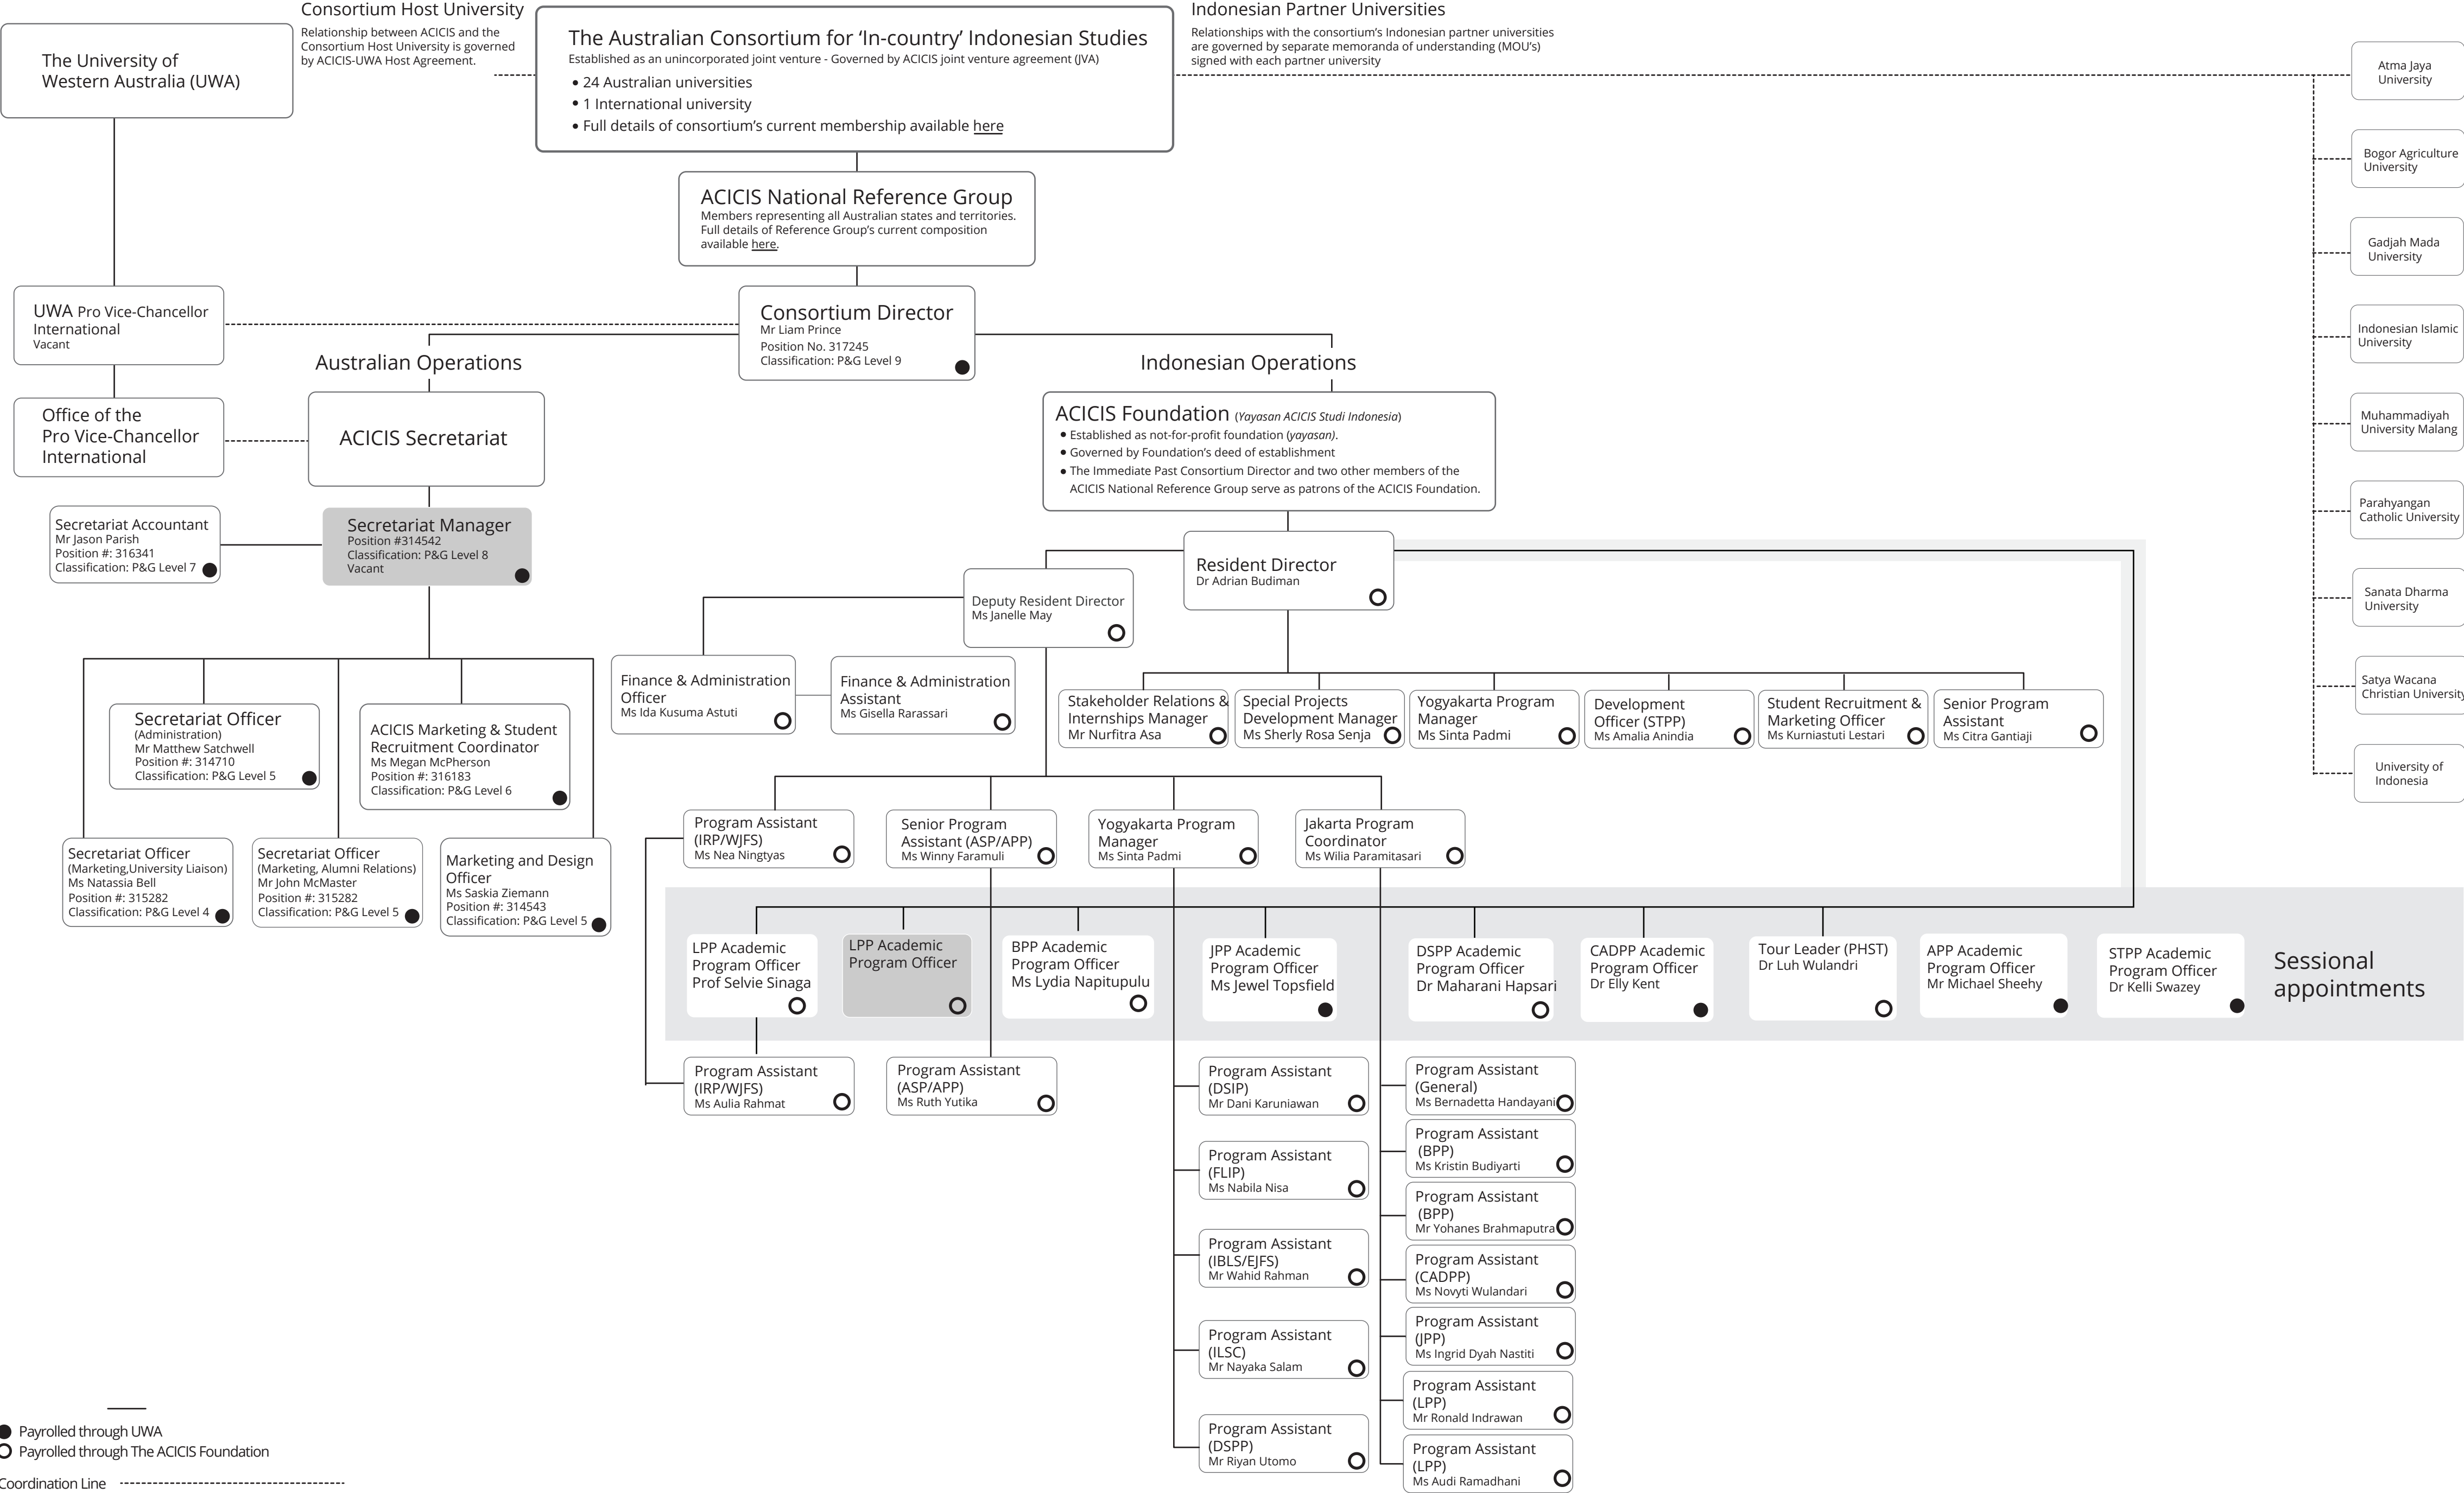 Consortium Host University
Relationship between ACICIS and the
Consortium Host University is governed
by ACICIS-UWA Host Agreement.
The University of
Western Australia (UWA)
The Australian Consortium for ‘In-country’ Indonesian Studies
Established as an unincorporated joint venture - Governed by ACICIS joint venture agreement (JVA)
• 24 Australian universities
• 1 International university
• Full details of consortium’s current membership available here
Indonesian Partner Universities
Relationships with the consortium’s Indonesian partner universities
are governed by separate memoranda of understanding (MOU’s)
signed with each partner university
Atma Jaya
University
Bogor Agriculture
University
Gadjah Mada
University
Indonesian Islamic
University
Muhammadiyah
University Malang
Parahyangan
Catholic University
Sanata Dharma
University
Satya Wacana
Christian University
University of
Indonesia
ACICIS National Reference Group
Members representing all Australian states and territories.
Full details of Reference Group’s current composition
available here.
UWA Pro Vice-Chancellor
International
Vacant
Consortium Director
Mr Liam Prince
Position No. 317245
Classification: P&G Level 9
Australian Operations
Indonesian Operations
Office of the
Pro Vice-Chancellor
International
ACICIS Secretariat
ACICIS Foundation (Yayasan ACICIS Studi Indonesia)
• Established as not-for-profit foundation (yayasan).
• Governed by Foundation’s deed of establishment
• The Immediate Past Consortium Director and two other members of the
ACICIS National Reference Group serve as patrons of the ACICIS Foundation.
Secretariat Accountant
Mr Jason Parish
Position #: 316341
Classification: P&G Level 7
Secretariat Manager
Position #314542
Classification: P&G Level 8
Vacant
Resident Director
Dr Adrian Budiman
Deputy Resident Director
Ms Janelle May
Finance & Administration
Officer
Ms Ida Kusuma Astuti
Finance & Administration
Assistant
Ms Gisella Rarassari
Stakeholder Relations &
Internships Manager
Mr Nurfitra Asa
Special Projects
Development Manager
Ms Sherly Rosa Senja
Yogyakarta Program
Manager
Ms Sinta Padmi
Development
Officer (STPP)
Ms Amalia Anindia
Student Recruitment &
Marketing Officer
Ms Kurniastuti Lestari
Senior Program
Assistant
Ms Citra Gantiaji
Secretariat Officer
(Administration)
Mr Matthew Satchwell
Position #: 314710
Classification: P&G Level 5
ACICIS Marketing & Student
Recruitment Coordinator
Ms Megan McPherson
Position #: 316183
Classification: P&G Level 6
Secretariat Officer
(Marketing,University Liaison)
Ms Natassia Bell
Position #: 315282
Classification: P&G Level 4
Secretariat Officer
(Marketing, Alumni Relations)
Mr John McMaster
Position #: 315282
Classification: P&G Level 5
Marketing and Design
Officer
Ms Saskia Ziemann
Position #: 314543
Classification: P&G Level 5
Program Assistant
(IRP/WJFS)
Ms Nea Ningtyas
Senior Program
Assistant (ASP/APP)
Ms Winny Faramuli
Yogyakarta Program
Manager
Ms Sinta Padmi
Jakarta Program
Coordinator
Ms Wilia Paramitasari
LPP Academic
Program Officer
Prof Selvie Sinaga
LPP Academic
Program Officer
BPP Academic
Program Officer
Ms Lydia Napitupulu
JPP Academic
Program Officer
Ms Jewel Topsfield
DSPP Academic
Program Officer
Dr Maharani Hapsari
CADPP Academic
Program Officer
Dr Elly Kent
Tour Leader (PHST)
Dr Luh Wulandri
APP Academic
Program Officer
Mr Michael Sheehy
STPP Academic
Program Officer
Dr Kelli Swazey
Sessional
appointments
Program Assistant
(IRP/WJFS)
Ms Aulia Rahmat
Program Assistant
(ASP/APP)
Ms Ruth Yutika
Program Assistant
(DSIP)
Mr Dani Karuniawan
Program Assistant
(FLIP)
Ms Nabila Nisa
Program Assistant
(IBLS/EJFS)
Mr Wahid Rahman
Program Assistant
(ILSC)
Mr Nayaka Salam
Program Assistant
(DSPP)
Mr Riyan Utomo
Program Assistant
(General)
Ms Bernadetta Handayani
Program Assistant
(BPP)
Ms Kristin Budiyarti
Program Assistant
(BPP)
Mr Yohanes Brahmaputra
Program Assistant
(CADPP)
Ms Novyti Wulandari
Program Assistant
(JPP)
Ms Ingrid Dyah Nastiti
Program Assistant
(LPP)
Mr Ronald Indrawan
Program Assistant
(LPP)
Ms Audi Ramadhani
Payrolled through UWA
Payrolled through The ACICIS Foundation
Coordination Line